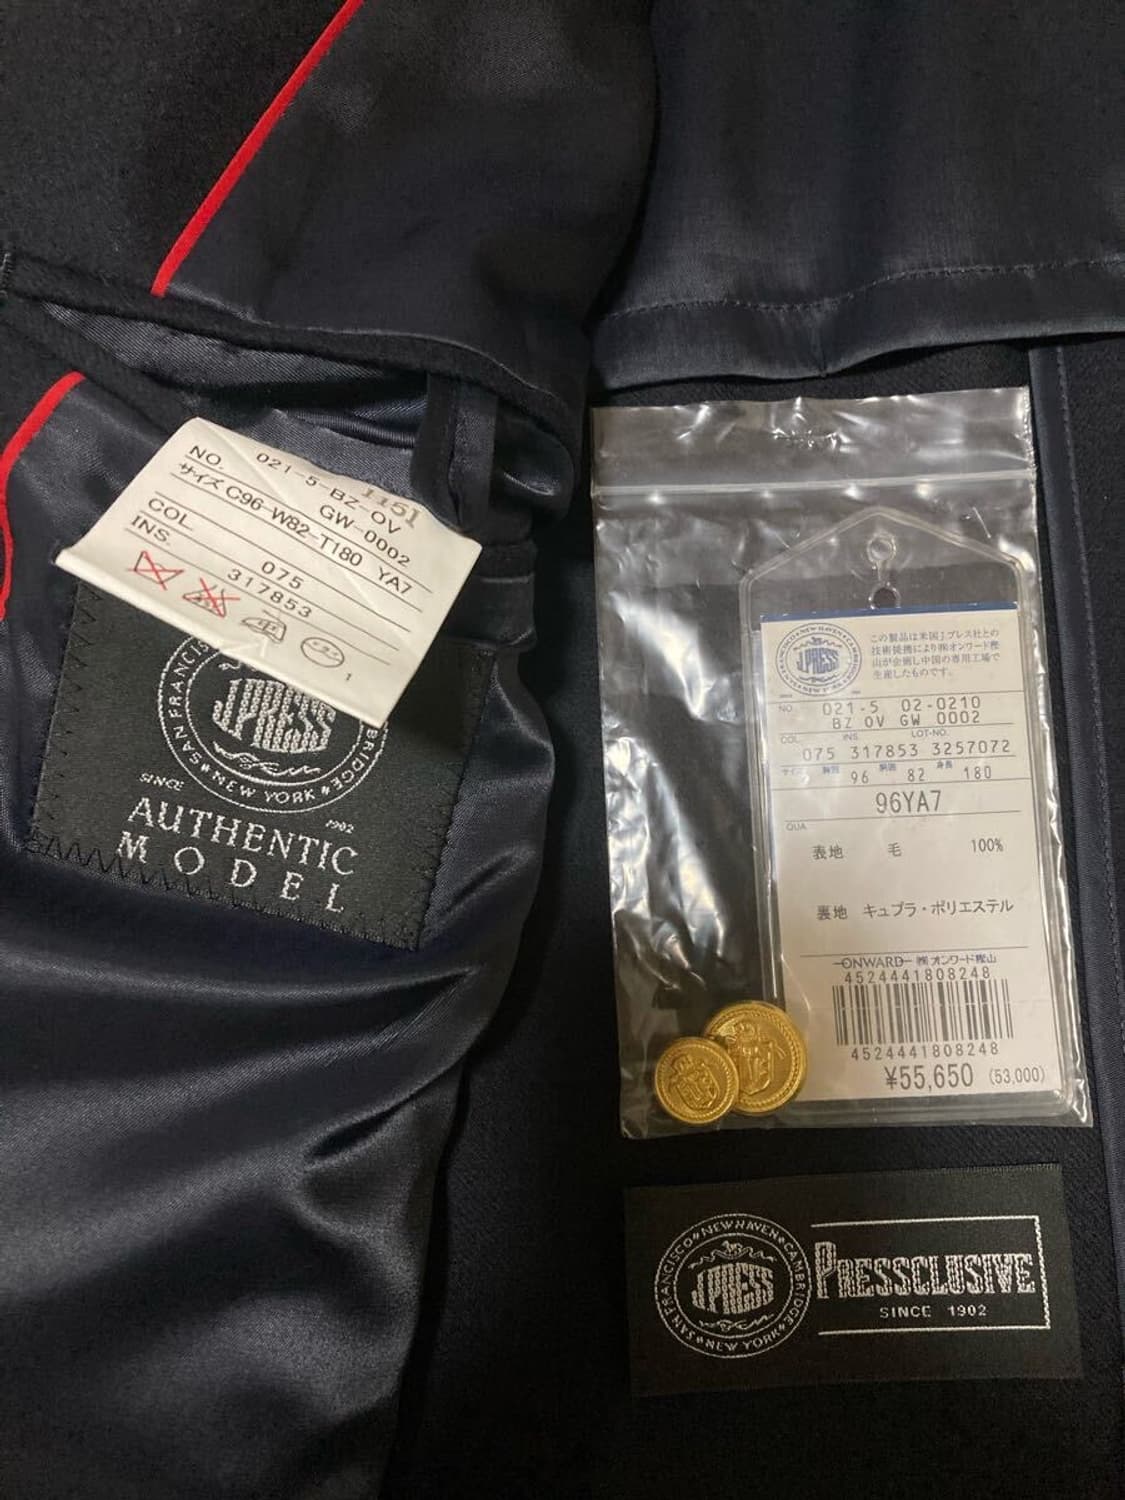 NO. 021-5-BZ-OV
1151
GW-0002
サイズ C96-W82-T180 YA7
COL. 075
INS. 317853
1
SAN FRANCISCO
J.PRESS
BRIDGE
NEW YORK
SINCE 1902
AUTHENTIC
MODEL
SAN FRANCISCO NEW HAVEN CAMBRIDGE NEW YORK
J.PRESS
この製品は米国Jプレス社との
技術提携により㈱オンワード樫
山が企画し中国の専用工場で
生産したものです。
NO. 021-5 02-0210
BZ OV GW 0002
COL. INS. LOT-NO.
075 317853 3257072
サイズ 胸囲 96 胴囲 82 身長 180
96YA7
QUA
表地 毛 100%
裏地 キュプラ・ポリエステル
ONWARD ㈱オンワード樫山
4524441808248
4524441808248
¥55,650 (53,000)
SAN FRANCISCO NEW HAVEN CAMBRIDGE NEW YORK
J.PRESS
PRESSCLUSIVE
SINCE 1902